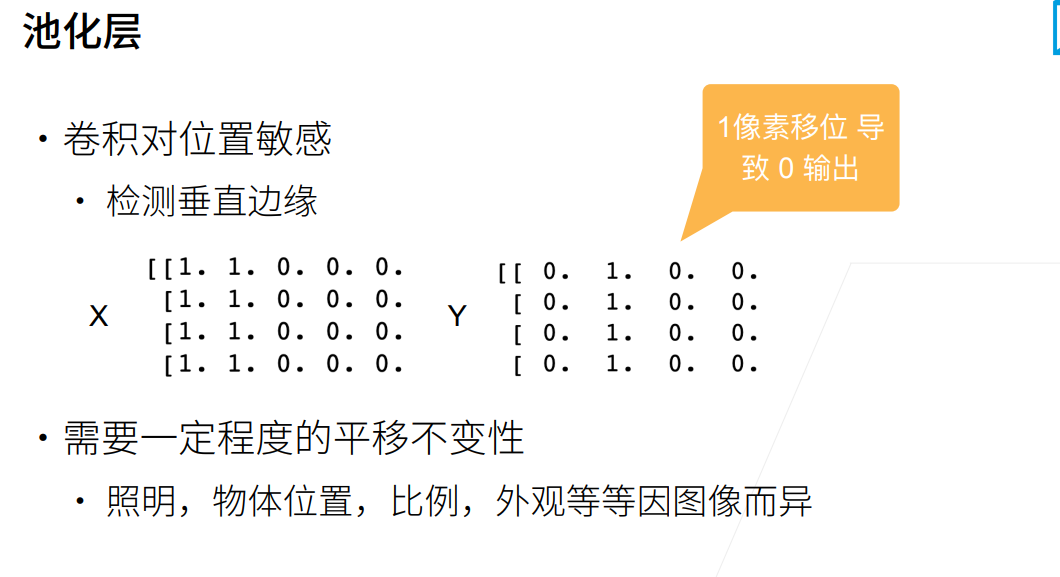 池化层
• 卷积对位置敏感
• 检测垂直边缘
1像素移位 导
致 0 输出
X
[[1. 1. 0. 0. 0.
[1. 1. 0. 0. 0.
[1. 1. 0. 0. 0.
[1. 1. 0. 0. 0.
Y
[[ 0. 1. 0. 0.
[ 0. 1. 0. 0.
[ 0. 1. 0. 0.
[ 0. 1. 0. 0.
• 需要一定程度的平移不变性
• 照明，物体位置，比例，外观等等因图像而异